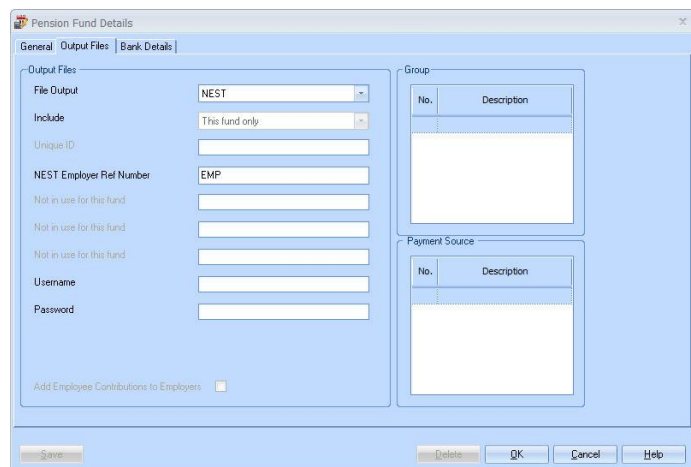 Pension Fund Details
General Output Files Bank Details
Output Files
File Output NEST
Include This fund only
Unique ID
NEST Employer Ref Number EMP
Not in use for this fund
Not in use for this fund
Not in use for this fund
Username
Password
Add Employee Contributions to Employers
Group
No. Description
Payment Source
No. Description
Save Delete OK Cancel Help